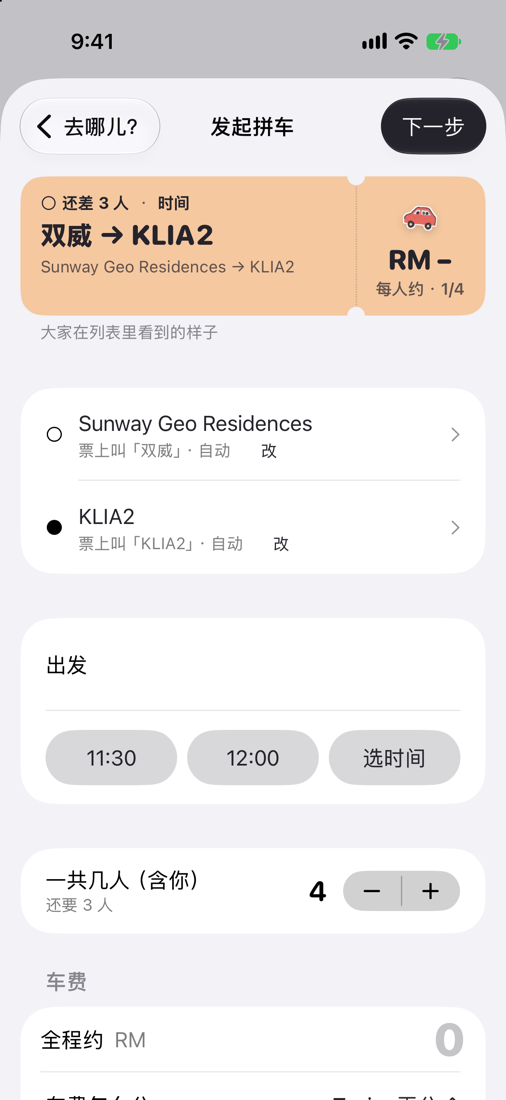 9:41
去哪儿?
发起拼车
下一步
还差 3 人 · 时间
双威 → KLIA2
Sunway Geo Residences → KLIA2
RM –
每人约 · 1/4
大家在列表里看到的样子
Sunway Geo Residences
票上叫「双威」· 自动 改
KLIA2
票上叫「KLIA2」· 自动 改
出发
11:30
12:00
选时间
一共几人（含你）
还要 3 人
4
− +
车费
全程约 RM
0